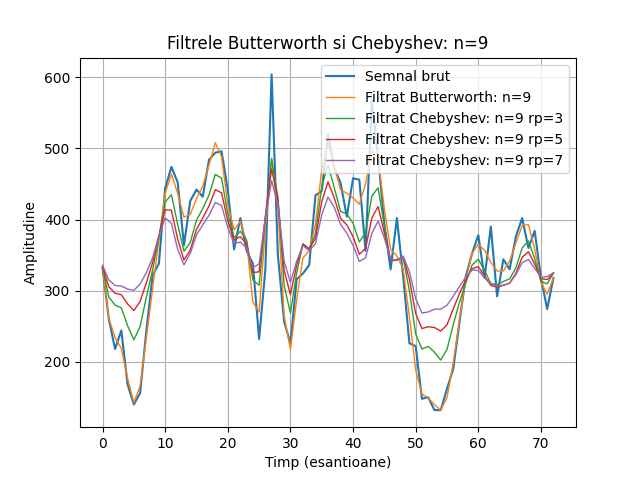 Filtrele Butterworth si Chebyshev: n=9
Semnal brut
Filtrat Butterworth: n=9
Filtrat Chebyshev: n=9 rp=3
Filtrat Chebyshev: n=9 rp=5
Filtrat Chebyshev: n=9 rp=7
Amplitudine
600
500
400
300
200
0 10 20 30 40 50 60 70
Timp (esantioane)